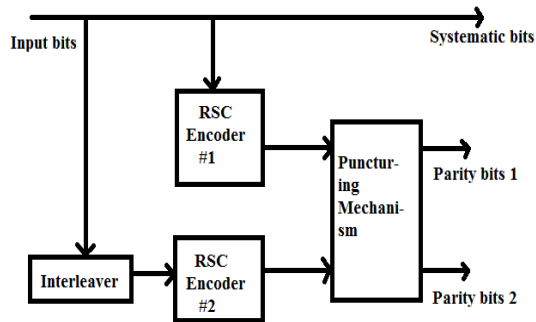 Input bits
Systematic bits
RSC
Encoder
#1
Punctur-
ing
Mechani-
sm
Parity bits 1
Interleaver
RSC
Encoder
#2
Parity bits 2